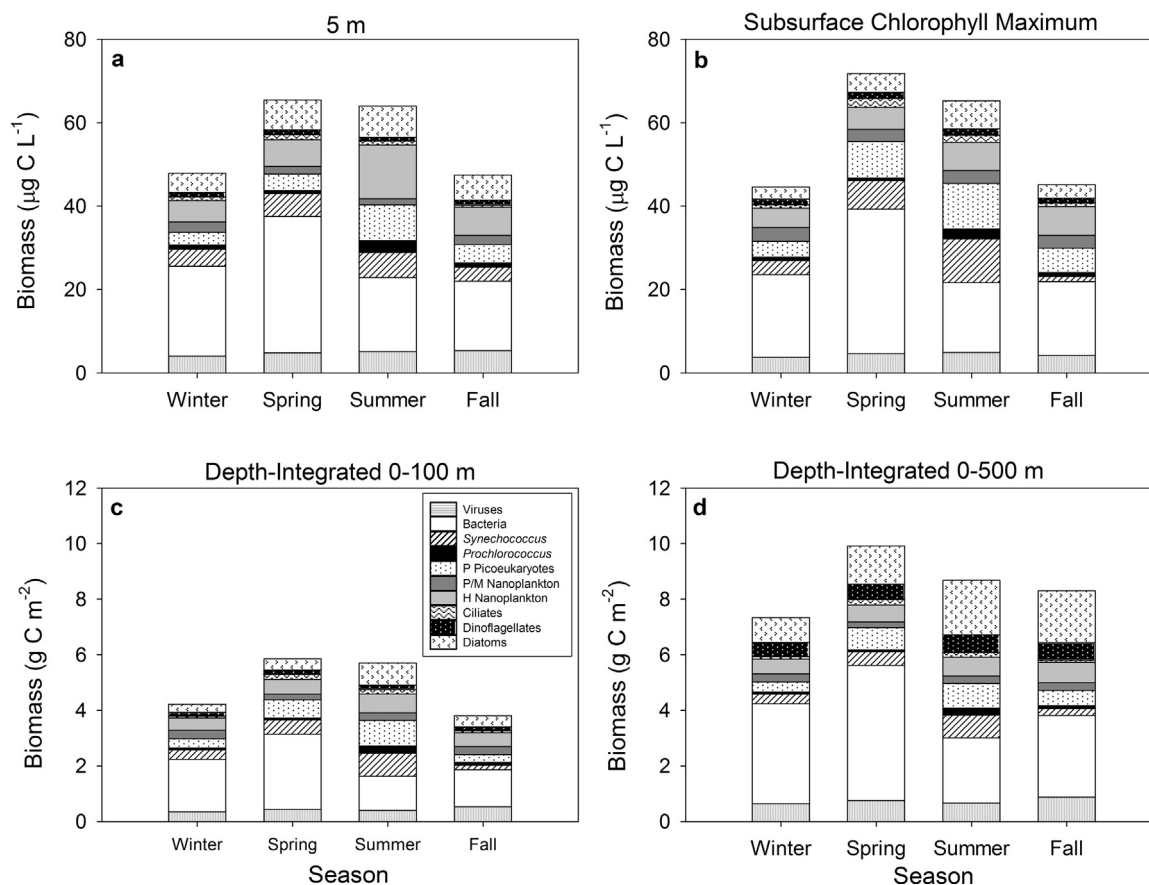 5 m
a
Biomass (µg C L⁻¹)
80
60
40
20
0
Winter Spring Summer Fall
Subsurface Chlorophyll Maximum
b
Biomass (µg C L⁻¹)
80
60
40
20
0
Winter Spring Summer Fall
Depth-Integrated 0-100 m
c
Biomass (g C m⁻²)
12
10
8
6
4
2
0
Viruses
Bacteria
Synechococus
Prochlorococus
P Picoeukaryotes
P/M Nanoplankton
H Nanoplankton
Ciliates
Dinoflagellates
Diatoms
Winter Spring Summer Fall
Season
Depth-Integrated 0-500 m
d
Biomass (g C m⁻²)
12
10
8
6
4
2
0
Winter Spring Summer Fall
Season